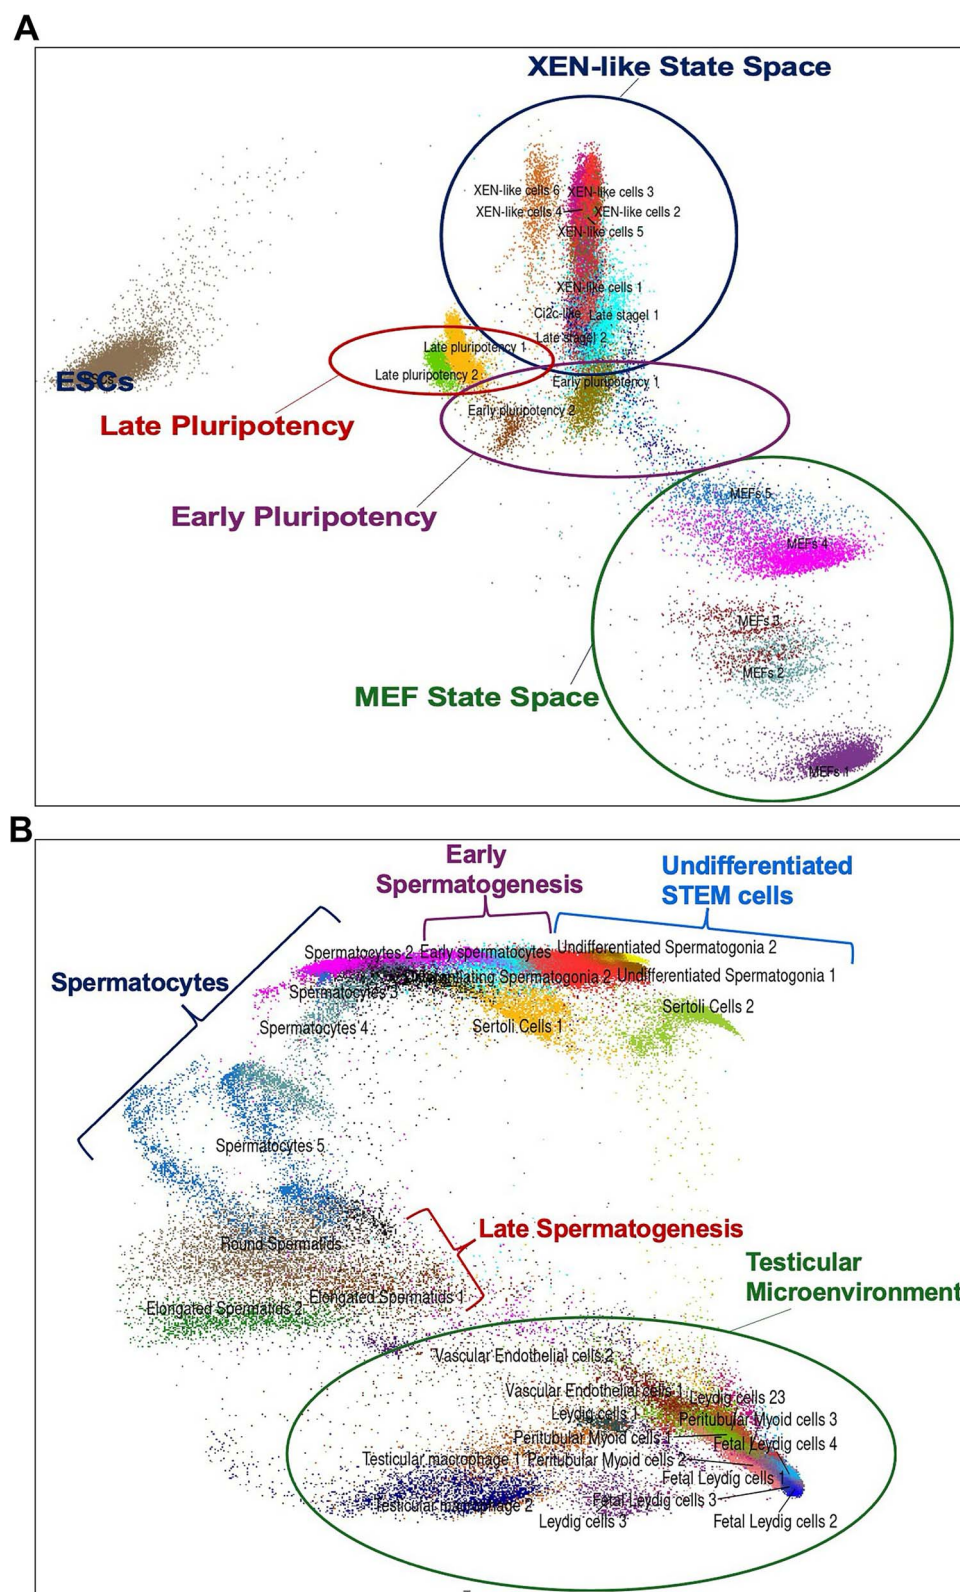 A
XEN-like State Space
XEN-like cells 6
XEN-like cells 3
XEN-like cells 4
XEN-like cells 2
XEN-like cells 5
XEN-like cells 1
Ci2c-like
Late stageI 1
Late stageI 2
Late pluripotency 1
Late pluripotency 2
ESCs
Early pluripotency 1
Early pluripotency 2
Late Pluripotency
Early Pluripotency
MEFs 5
MEFs 4
MEFs 3
MEFs 2
MEF State Space
MEFs 1
B
Early
Spermatogenesis
Undifferentiated
STEM cells
Spermatocytes 2
Early spermatocytes
Undifferentiated Spermatogonia 2
Spermatocytes
Differentiating Spermatogonia 2
Undifferentiated Spermatogonia 1
Spermatocytes 3
Sertoli Cells 2
Spermatocytes 4
Sertoli Cells 1
Spermatocytes 5
Late Spermatogenesis
Round Spermatids
Testicular
Microenvironment
Elongated Spermatids 1
Elongated Spermatids 2
Vascular Endothelial cells 2
Vascular Endothelial cells 1
Leydig cells 23
Leydig cells 1
Peritubular Myoid cells 3
Peritubular Myoid cells 1
Fetal Leydig cells 4
Testicular macrophage 1
Peritubular Myoid cells 2
Fetal Leydig cells 1
Fetal Leydig cells 3
Testicular macrophage 2
Leydig cells 3
Fetal Leydig cells 2